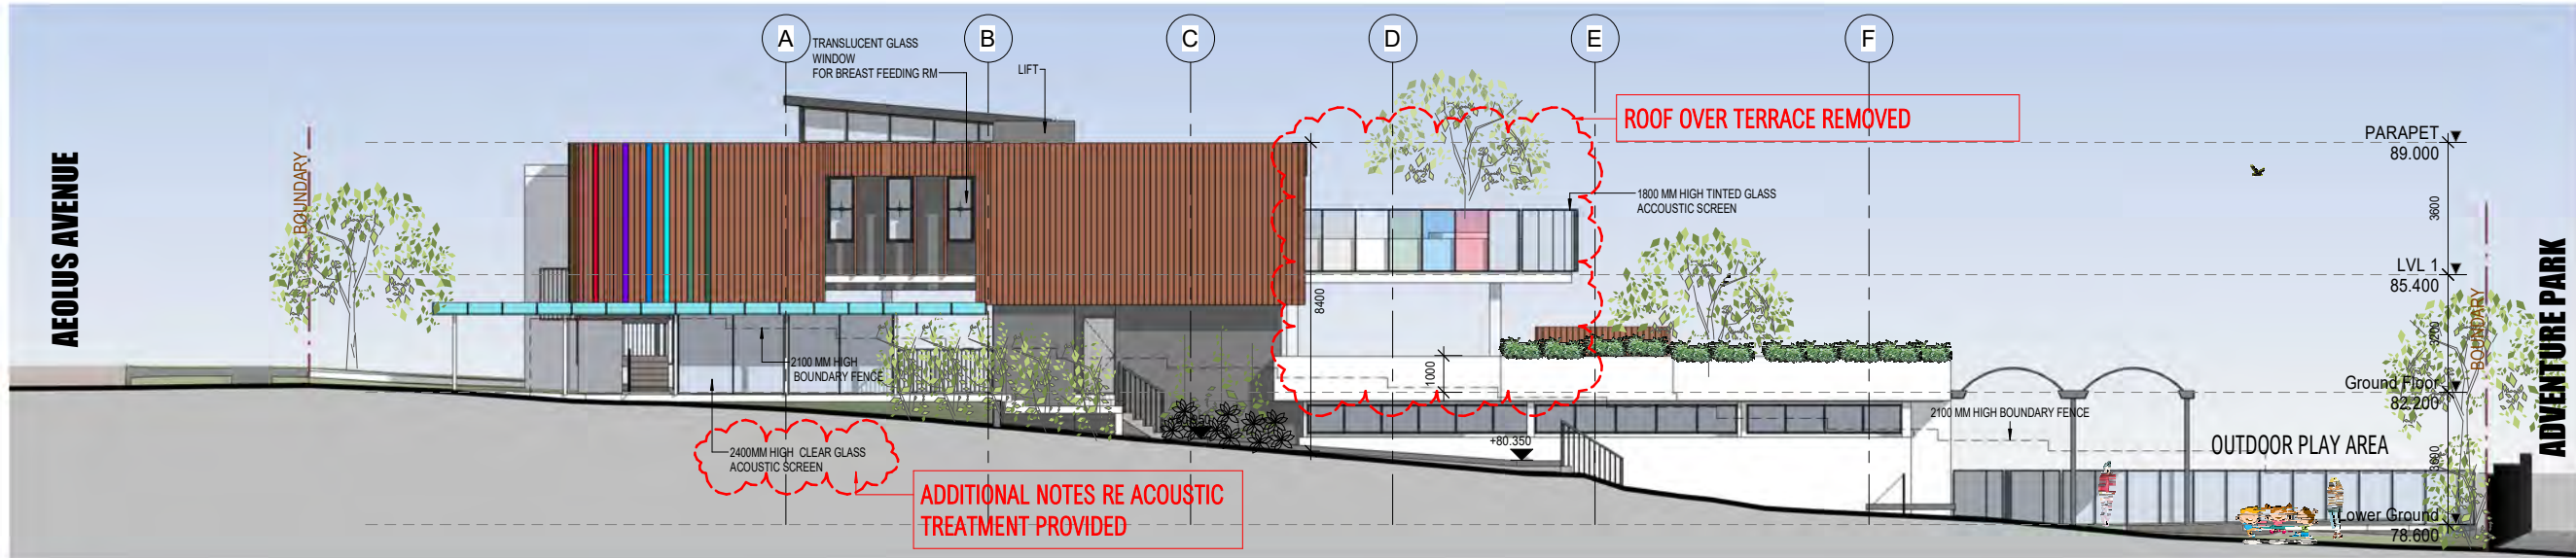 A
B
C
D
E
F
TRANSLUCENT GLASS
WINDOW
FOR BREAST FEEDING RM
LIFT
ROOF OVER TERRACE REMOVED
PARAPET
89.000
AEOLUS AVENUE
BOUNDARY
1800 MM HIGH TINTED GLASS
ACCOUSTIC SCREEN
3600
LVL 1
85.400
8400
3200
BOUNDARY
ADVENTURE PARK
2100 MM HIGH
BOUNDARY FENCE
1000
Ground Floor
82.200
2100 MM HIGH BOUNDARY FENCE
+80.350
OUTDOOR PLAY AREA
3600
2400MM HIGH CLEAR GLASS
ACOUSTIC SCREEN
ADDITIONAL NOTES RE ACOUSTIC
TREATMENT PROVIDED
Lower Ground
78.600